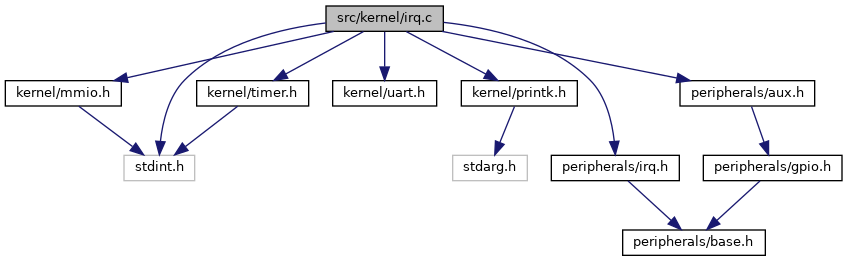 src/kernel/irq.c
kernel/mmio.h
kernel/timer.h
kernel/uart.h
kernel/printk.h
peripherals/aux.h
stdint.h
stdarg.h
peripherals/irq.h
peripherals/gpio.h
peripherals/base.h